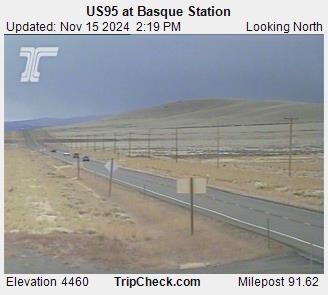 US95 at Basque Station
Updated: Nov 15 2024 2:19 PM Looking North
Elevation 4460 TripCheck.com Milepost 91.62